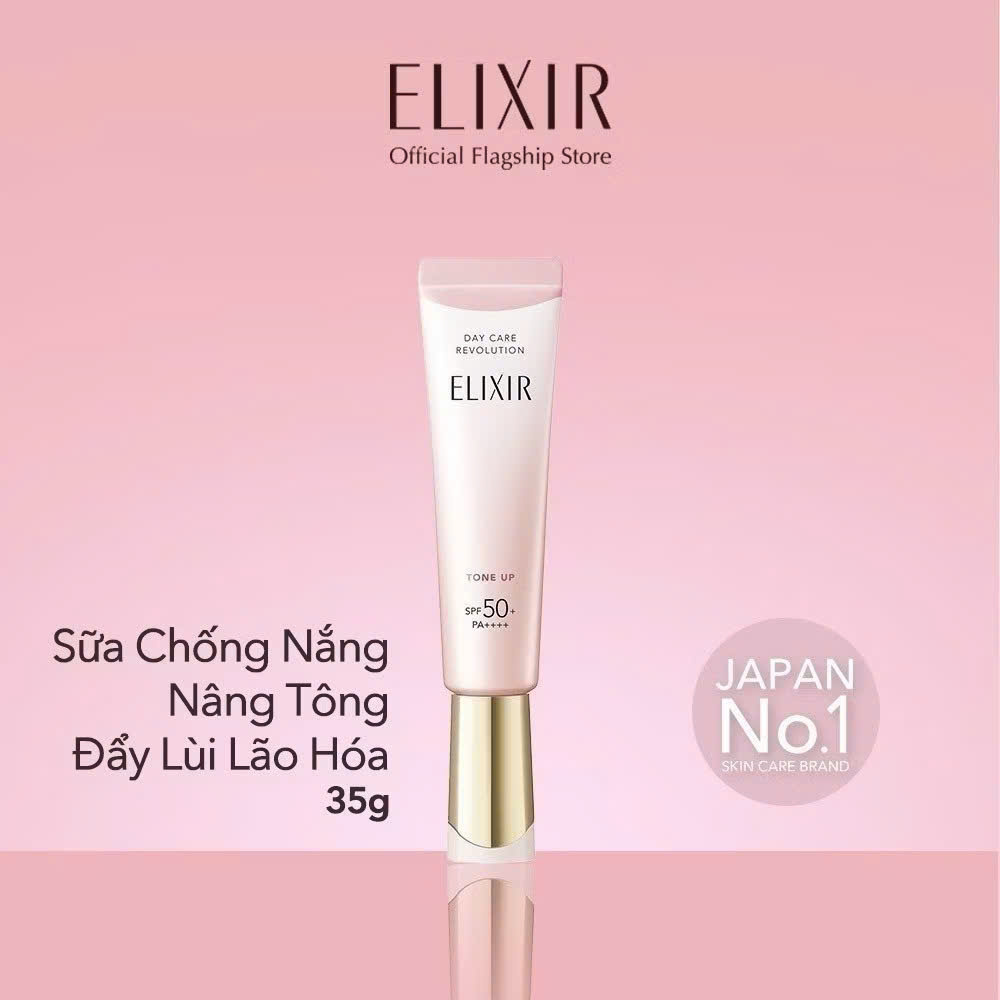 ELIXIR
Official Flagship Store
DAY CARE
REVOLUTION
ELIXIR
TONE UP
SPF50+
PA++++
Sữa Chống Nắng
Nâng Tông
Đẩy Lùi Lão Hóa
35g
JAPAN
No.1
SKIN CARE BRAND